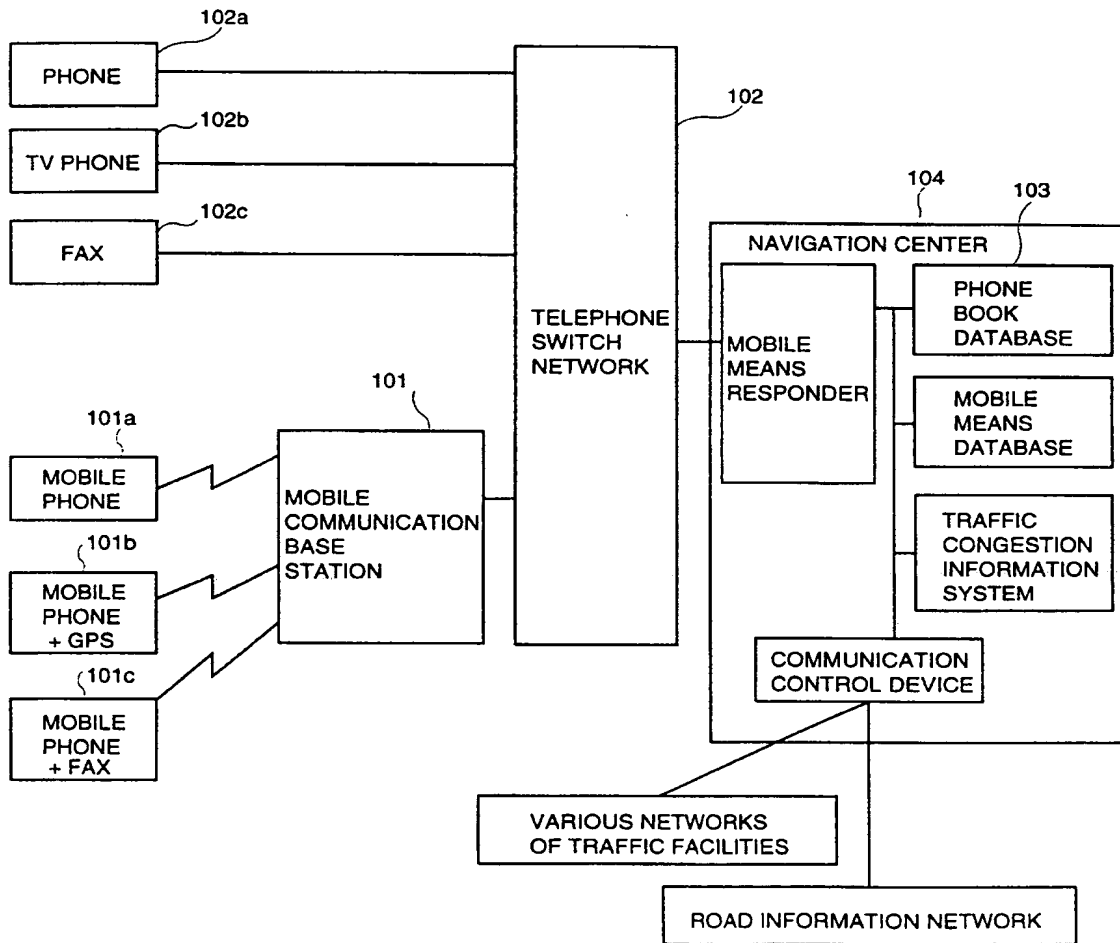 102a
PHONE
102b
TV PHONE
102c
FAX
102
TELEPHONE
SWITCH
NETWORK
101
MOBILE
COMMUNICATION
BASE
STATION
101a
MOBILE
PHONE
101b
MOBILE
PHONE
+ GPS
101c
MOBILE
PHONE
+ FAX
104
103
NAVIGATION CENTER
MOBILE
MEANS
RESPONDER
PHONE
BOOK
DATABASE
MOBILE
MEANS
DATABASE
TRAFFIC
CONGESTION
INFORMATION
SYSTEM
COMMUNICATION
CONTROL DEVICE
VARIOUS NETWORKS
OF TRAFFIC FACILITIES
ROAD INFORMATION NETWORK